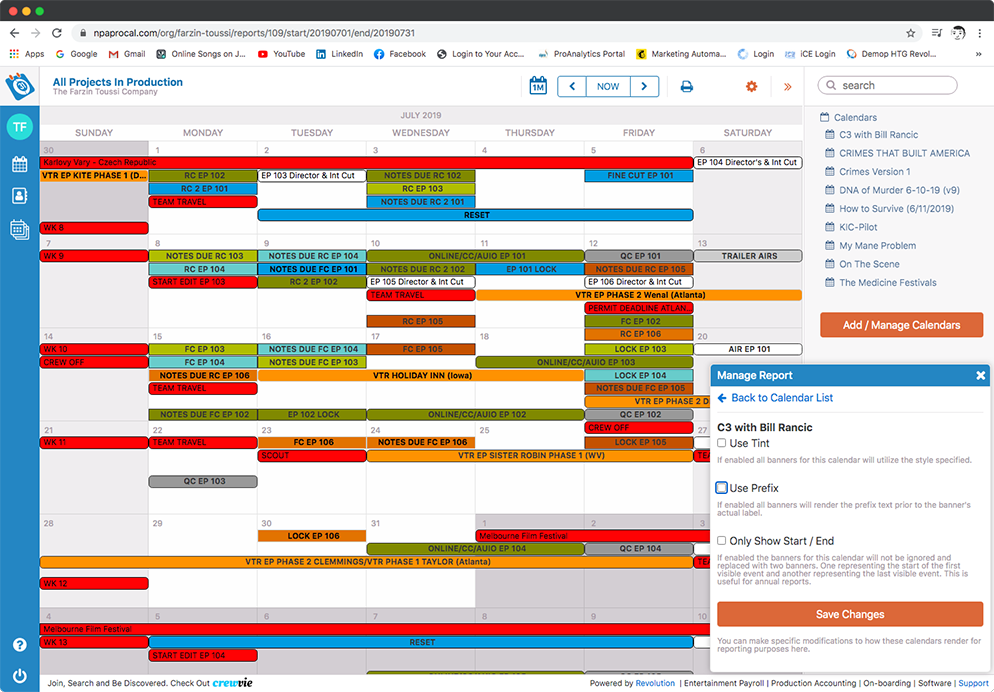 npaprocal.com/org/farzin-toussi/reports/109/start/20190701/end/20190731
Apps Google Gmail Online Songs on J... YouTube LinkedIn Facebook Login to Your Acc... ProAnalytics Portal Marketing Automa... Login iCE Login Demop HTG Revol... »
All Projects In Production
The Farzin Toussi Company
1M NOW » search
TF
JULY 2019
SUNDAY MONDAY TUESDAY WEDNESDAY THURSDAY FRIDAY SATURDAY
30 1 2 3 4 5 6
Karlovy Vary - Czech Republic EP 104 Director's & Int Cut
VTR EP KITE PHASE 1 (D... RC EP 102 EP 103 Director & Int Cut NOTES DUE RC 102 FINE CUT EP 101
RC 2 EP 101 RC EP 103
TEAM TRAVEL NOTES DUE RC 2 101
RESET
WK 8
7 8 9 10 11 12 13
WK 9 NOTES DUE RC 103 NOTES DUE RC EP 104 ONLINE/CC/AUIO EP 101 QC EP 101 TRAILER AIRS
RC EP 104 NOTES DUE FC EP 101 NOTES DUE RC 2 102 EP 101 LOCK NOTES DUE RC EP 105
START EDIT EP 103 RC 2 EP 102 EP 105 Director & Int Cut EP 106 Director & Int Cut
TEAM TRAVEL VTR EP PHASE 2 Wenal (Atlanta)
PERMIT DEADLINE ATLAN...
RC EP 105 FC EP 102
RC EP 106
14 15 16 17 18 20
WK 10 FC EP 103 NOTES DUE FC EP 104 FC EP 105 LOCK EP 103 AIR EP 101
CREW OFF FC EP 104 NOTES DUE FC EP 103 ONLINE/CC/AUIO EP 103
NOTES DUE RC EP 106 VTR HOLIDAY INN (Iowa) LOCK EP 104
TEAM TRAVEL NOTES DUE FC EP 105
VTR EP PHASE 2 D
NOTES DUE FC EP 102 EP 102 LOCK ONLINE/CC/AUIO EP 102 QC EP 102
CREW OFF
21 22 23 24 25 27
WK 11 TEAM TRAVEL FC EP 106 NOTES DUE FC EP 106 LOCK EP 105
SCOUT VTR EP SISTER ROBIN PHASE 1 (WV) TEA
QC EP 103
28 29 30 31 1 2 3
LOCK EP 106 Melbourne Film Festival
ONLINE/CC/AUIO EP 104 QC EP 104
VTR EP PHASE 2 CLEMMINGS/VTR PHASE 1 TAYLOR (Atlanta) TEA
WK 12
4 5 6 7 8 9 10
Melbourne Film Festival
WK 13 RESET
START EDIT EP 104
Calendars
C3 with Bill Rancic
CRIMES THAT BUILT AMERICA
Crimes Version 1
DNA of Murder 6-10-19 (v9)
How to Survive (6/11/2019)
KIC-Pilot
My Mane Problem
On The Scene
The Medicine Festivals
Add / Manage Calendars
Manage Report
Back to Calendar List
C3 with Bill Rancic
Use Tint
If enabled all banners for this calendar will utilize the style specified.
Use Prefix
If enabled all banners will render the prefix text prior to the banner's
actual label.
Only Show Start / End
If enabled the banners for this calendar will not be ignored and
replaced with two banners. One representing the start of the first
visible event and another representing the last visible event. This is
useful for annual reports.
Save Changes
You can make specific modifications to how these calendars render for
reporting purposes here.
Join, Search and Be Discovered. Check Out crewvie
Powered by Revolution | Entertainment Payroll | Production Accounting | On-boarding | Software | Support